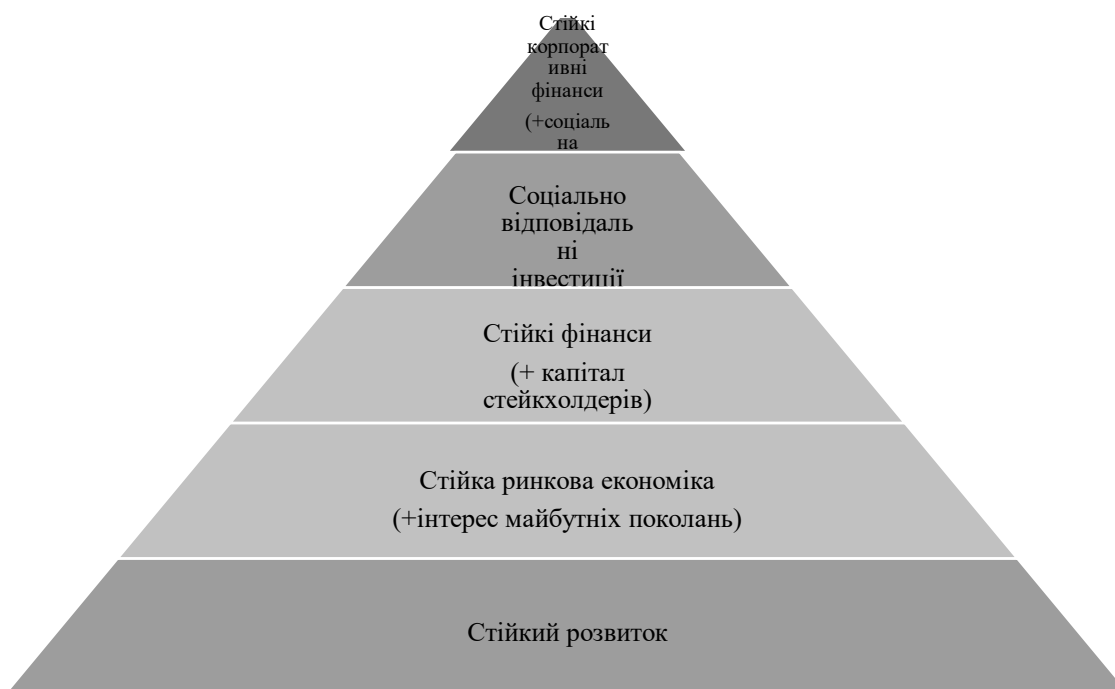 Стійкі
корпорат
ивні
фінанси
(+соціаль
на
Соціально
відповідаль
ні
інвестиції
Стійкі фінанси
(+ капітал
стейкхолдерів)
Стійка ринкова економіка
(+інтерес майбутніх поколань)
Стійкий розвиток